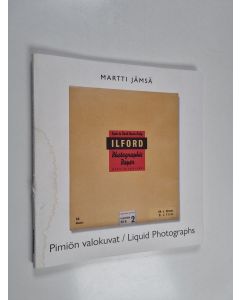 MARTTI JÄMSÄ
ILFORD
Photographic
Paper
2
Pimiön valokuvat / Liquid Photographs